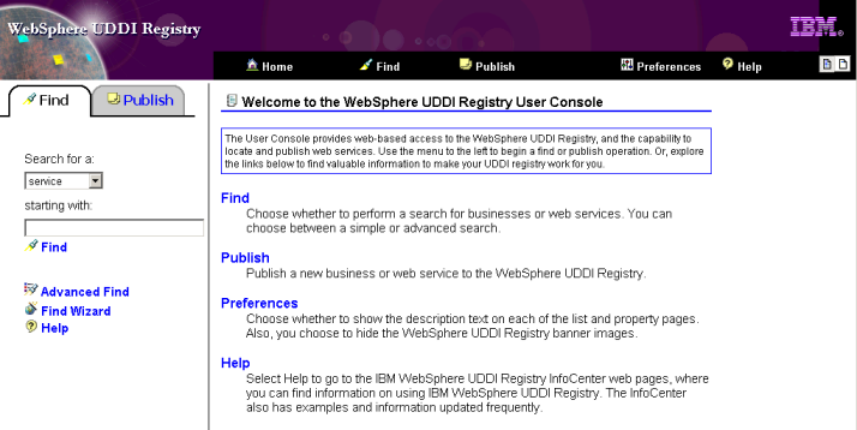 WebSphere UDDI Registry
IBM.
Home Find Publish Preferences Help
Find Publish
Search for a:
service
starting with:
Find
Advanced Find
Find Wizard
Help
Welcome to the WebSphere UDDI Registry User Console
The User Console provides web-based access to the WebSphere UDDI Registry, and the capability to
locate and publish web services. Use the menu to the left to begin a find or publish operation. Or, explore
the links below to find valuable information to make your UDDI registry work for you.
Find
Choose whether to perform a search for businesses or web services. You can
choose between a simple or advanced search.
Publish
Publish a new business or web service to the WebSphere UDDI Registry.
Preferences
Choose whether to show the description text on each of the list and property pages.
Also, you choose to hide the WebSphere UDDI Registry banner images.
Help
Select Help to go to the IBM WebSphere UDDI Registry InfoCenter web pages, where
you can find information on using IBM WebSphere UDDI Registry. The InfoCenter
also has examples and information updated frequently.